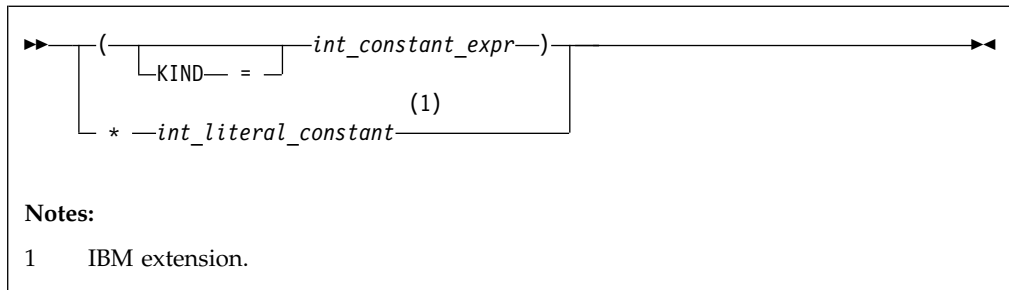 ( int_constant_expr )
KIND =
(1)
* int_literal_constant
Notes:
1 IBM extension.